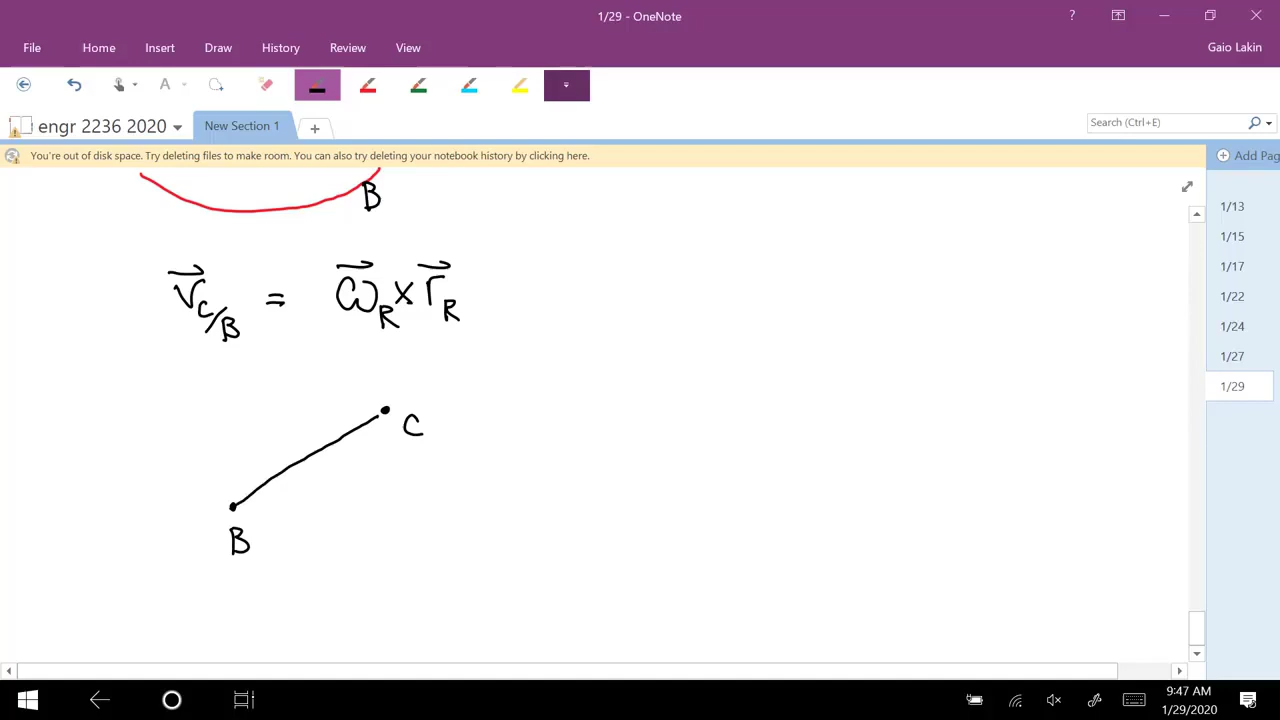 1/29 - OneNote
?
File Home Insert Draw History Review View
Gaio Lakin
A
engr 2236 2020
New Section 1
+
Search (Ctrl+E)
You're out of disk space. Try deleting files to make room. You can also try deleting your notebook history by clicking here.
Add Pag
1/13
1/15
1/17
1/22
1/24
1/27
1/29
B
V⃗ C/B = ω⃗ R × r⃗ R
C
B
9:47 AM
1/29/2020